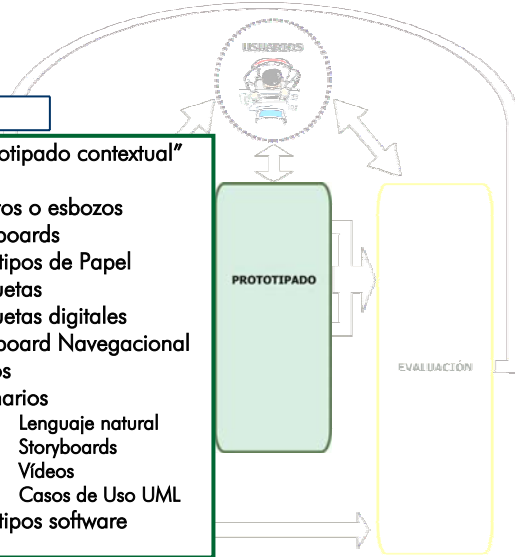 USUARIOS
otipado contextual”
os o esbozos
boards
tipos de Papel
uetas
uetas digitales
board Navegacional
os
narios
Lenguaje natural
Storyboards
Vídeos
Casos de Uso UML
tipos software
PROTOTIPADO
EVALUACIÓN